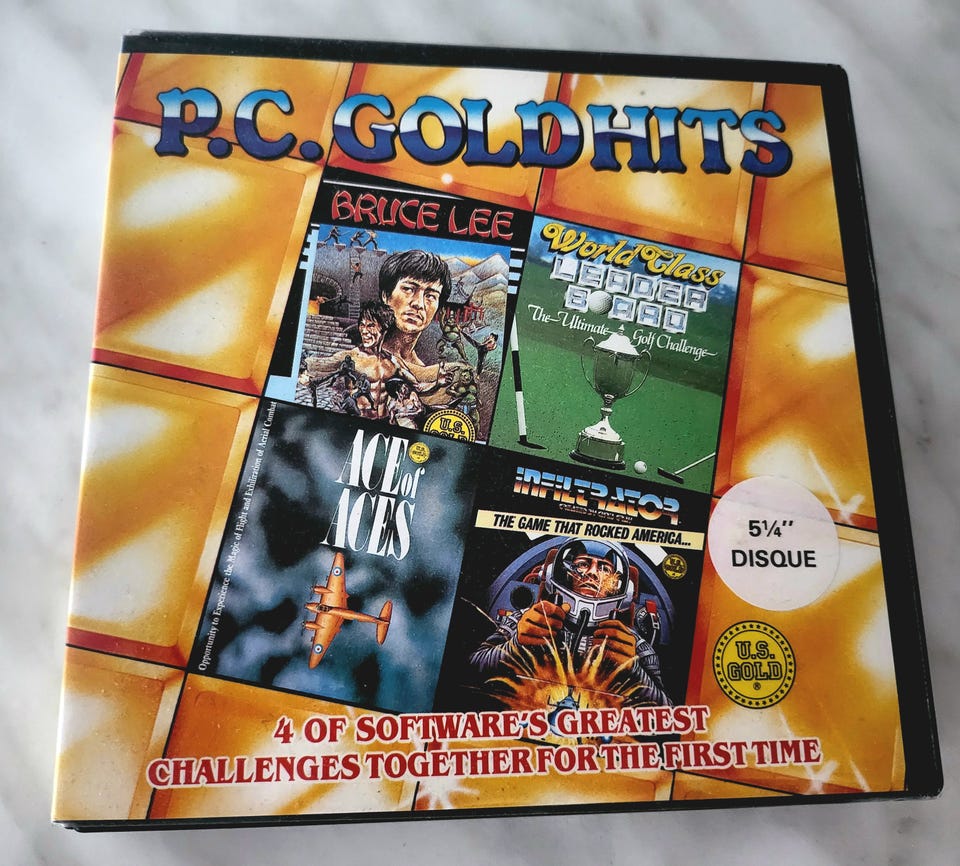 P.C. GOLD HITS
BRUCE LEE
U.S.
World Class
LEADER
BOARD
The Ultimate Golf Challenge
Opportunity to Experience the Magic of Flight and Exhilaration of Aerial Combat
ACE of
ACES
INFILTRATOR
THE GAME THAT ROCKED AMERICA...
5¼"
DISQUE
U.S.
GOLD
®
4 OF SOFTWARE'S GREATEST
CHALLENGES TOGETHER FOR THE FIRST TIME